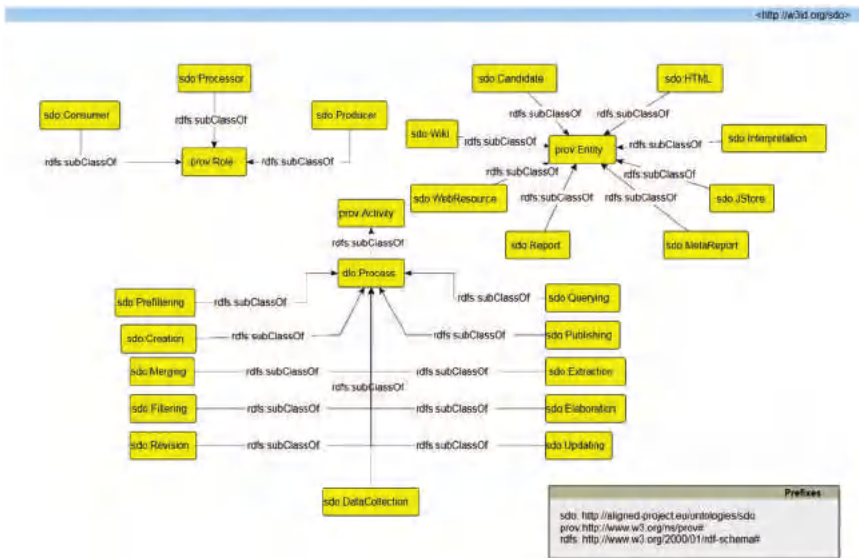 <http://w3id.org/sdo>
sdo:Processor
sdo:Candidate
sdo:HTML
sdo:Consumer
sdo:Producer
rdfs:subClassOf
rdfs:subClassOf
rdfs:subClassOf
sdo:Wiki
sdo:Interpretation
rdfs:subClassOf
rdfs:subClassOf
prov:Entity
rdfs:subClassOf
rdfs:subClassOf
prov:Role
rdfs:subClassOf
rdfs:subClassOf
rdfs:subClassOf
sdo:WebResource
rdfs:subClassOf
rdfs:subClassOf
sdo:JStore
prov:Activity
rdfs:subClassOf
sdo:Report
sdo:MetaReport
dlo:Process
sdo:Prefiltering
rdfs:subClassOf
rdfs:subClassOf
sdo:Querying
sdo:Creation
rdfs:subClassOf
rdfs:subClassOf
sdo:Publishing
sdo:Merging
rdfs:subClassOf
rdfs:subClassOf
sdo:Extraction
rdfs:subClassOf
sdo:Filtering
rdfs:subClassOf
rdfs:subClassOf
sdo:Elaboration
sdo:Revision
rdfs:subClassOf
rdfs:subClassOf
sdo:Updating
sdo:DataCollection
Prefixes
sdo: http://aligned-project.eu/ontologies/sdo
prov:http://www.w3.org/ns/prov#
rdfs: http://www.w3.org/2000/01/rdf-schema#